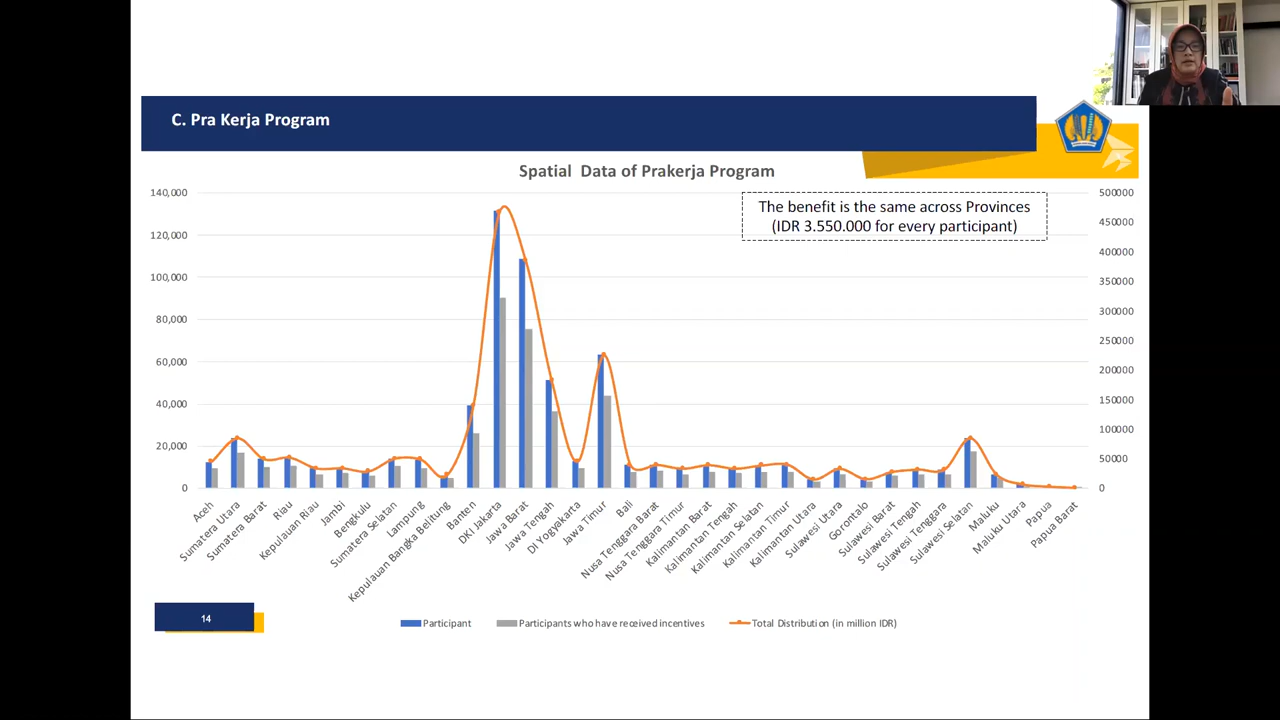 C. Pra Kerja Program
Spatial Data of Prakerja Program
The benefit is the same across Provinces
(IDR 3.550.000 for every participant)
140,000
120,000
100,000
80,000
60,000
40,000
20,000
0
500000
450000
400000
350000
300000
250000
200000
150000
100000
50000
0
Aceh
Sumatera Utara
Sumatera Barat
Riau
Kepulauan Riau
Jambi
Bengkulu
Sumatera Selatan
Lampung
Kepulauan Bangka Belitung
Banten
DKI Jakarta
Jawa Barat
Jawa Tengah
DI Yogyakarta
Jawa Timur
Bali
Nusa Tenggara Barat
Nusa Tenggara Timur
Kalimantan Barat
Kalimantan Tengah
Kalimantan Selatan
Kalimantan Timur
Kalimantan Utara
Sulawesi Utara
Gorontalo
Sulawesi Barat
Sulawesi Tengah
Sulawesi Tenggara
Sulawesi Selatan
Maluku
Maluku Utara
Papua
Papua Barat
Participant
Participants who have received incentives
Total Distribution (in million IDR)
14